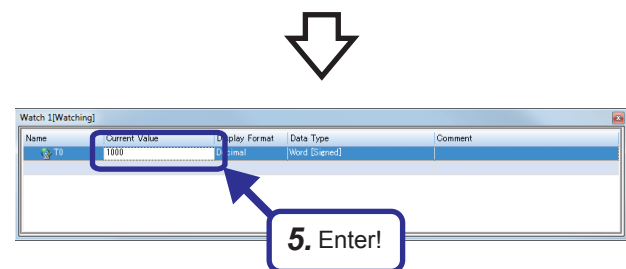 Watch 1[Watching]
Name Current Value Display Format Data Type Comment
T0 1000 Decimal Word [Signed]
5. Enter!